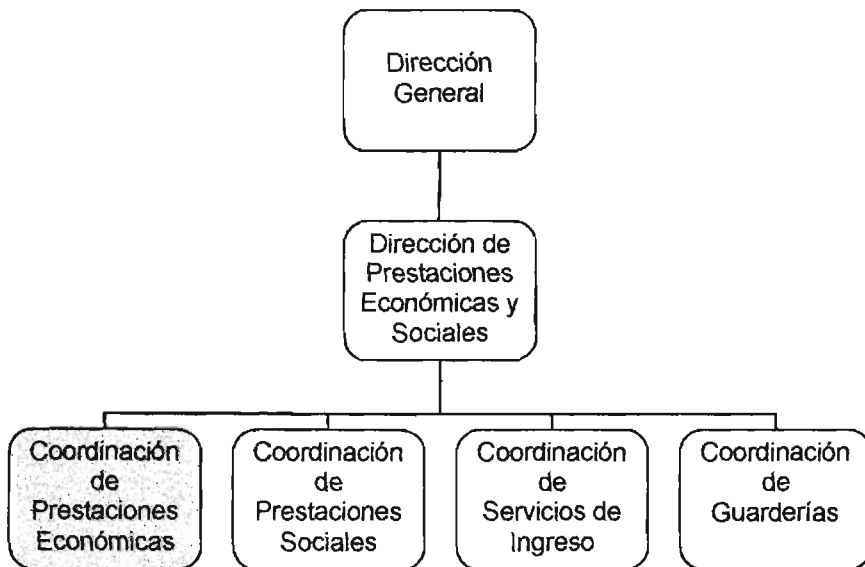 Dirección
General
Dirección de
Prestaciones
Económicas y
Sociales
Coordinación
de
Prestaciones
Económicas
Coordinación
de
Prestaciones
Sociales
Coordinación
de
Servicios de
Ingreso
Coordinación
de
Guarderías